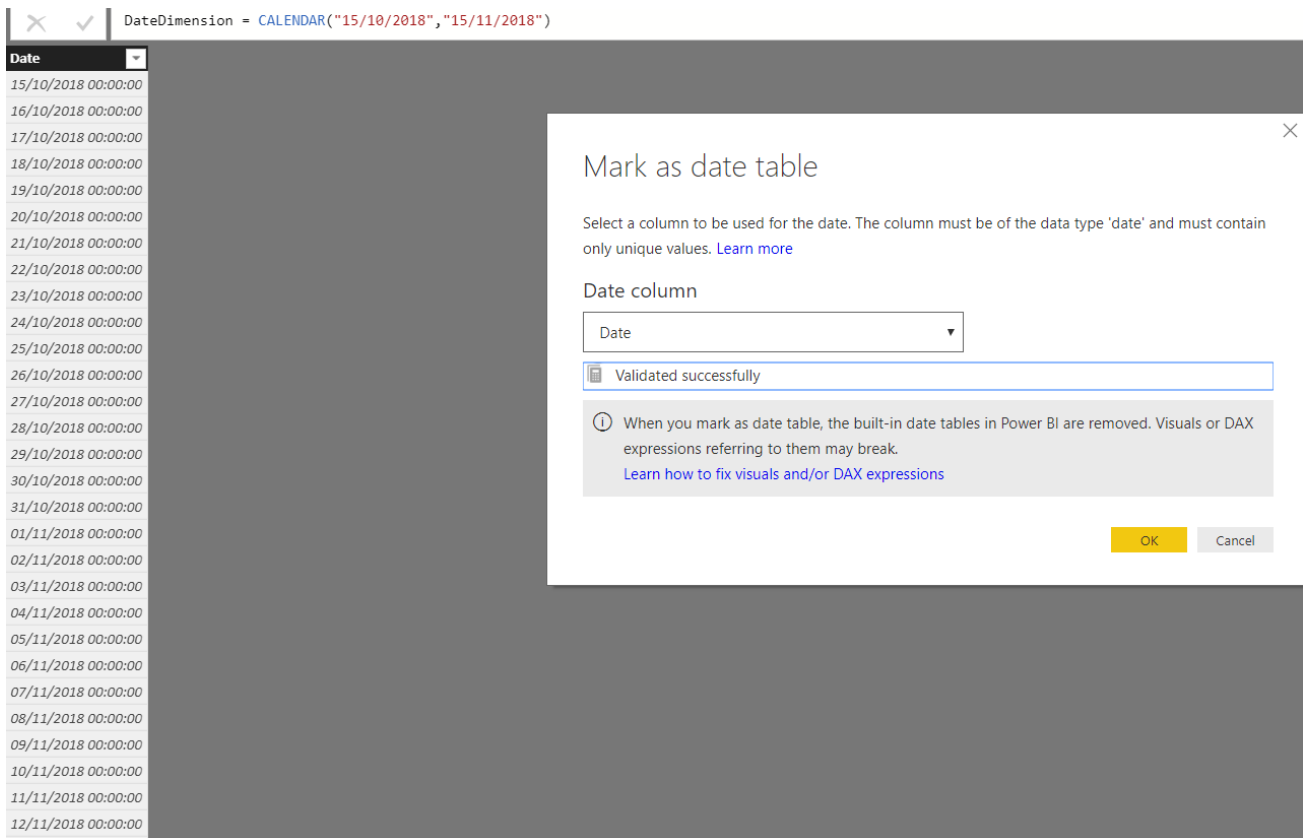 DateDimension = CALENDAR("15/10/2018","15/11/2018")
Date
15/10/2018 00:00:00
16/10/2018 00:00:00
17/10/2018 00:00:00
18/10/2018 00:00:00
19/10/2018 00:00:00
20/10/2018 00:00:00
21/10/2018 00:00:00
22/10/2018 00:00:00
23/10/2018 00:00:00
24/10/2018 00:00:00
25/10/2018 00:00:00
26/10/2018 00:00:00
27/10/2018 00:00:00
28/10/2018 00:00:00
29/10/2018 00:00:00
30/10/2018 00:00:00
31/10/2018 00:00:00
01/11/2018 00:00:00
02/11/2018 00:00:00
03/11/2018 00:00:00
04/11/2018 00:00:00
05/11/2018 00:00:00
06/11/2018 00:00:00
07/11/2018 00:00:00
08/11/2018 00:00:00
09/11/2018 00:00:00
10/11/2018 00:00:00
11/11/2018 00:00:00
12/11/2018 00:00:00
Mark as date table
Select a column to be used for the date. The column must be of the data type 'date' and must contain
only unique values. Learn more
Date column
Date
Validated successfully
When you mark as date table, the built-in date tables in Power BI are removed. Visuals or DAX
expressions referring to them may break.
Learn how to fix visuals and/or DAX expressions
OK Cancel